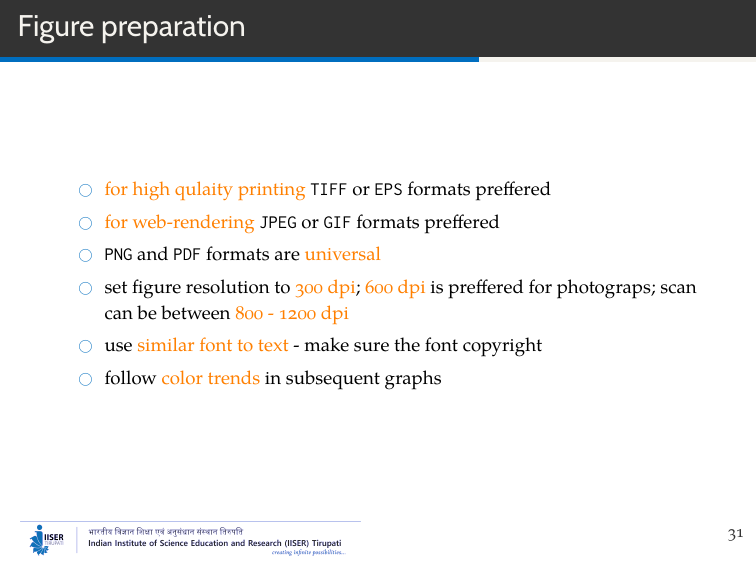 Figure preparation
for high qulaity printing TIFF or EPS formats preffered
for web-rendering JPEG or GIF formats preffered
PNG and PDF formats are universal
set figure resolution to 300 dpi; 600 dpi is preffered for photograps; scan
can be between 800 - 1200 dpi
use similar font to text - make sure the font copyright
follow color trends in subsequent graphs
IISER
TIRUPATI
भारतीय विज्ञान शिक्षा एवं अनुसंधान संस्थान तिरुपति
Indian Institute of Science Education and Research (IISER) Tirupati
creating infinite possibilities...
31